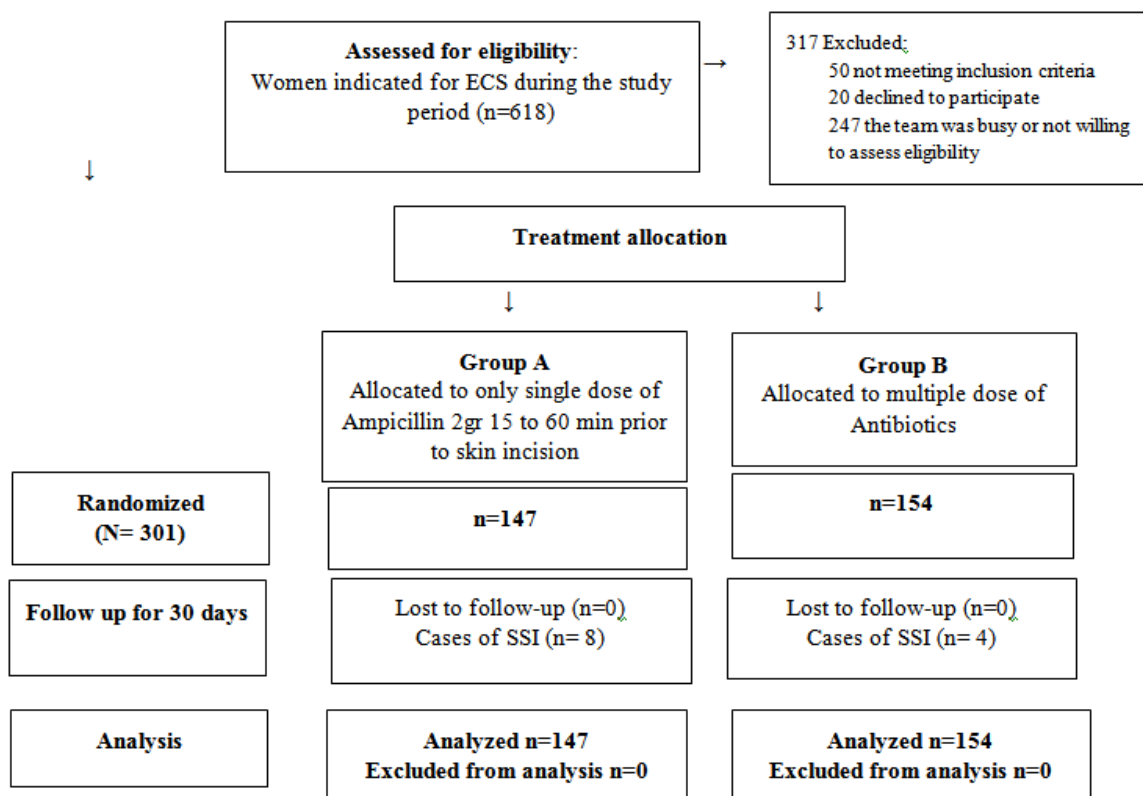 Assessed for eligibility:
Women indicated for ECS during the study
period (n=618)
→
317 Excluded:
50 not meeting inclusion criteria
20 declined to participate
247 the team was busy or not willing
to assess eligibility
↓
Treatment allocation
↓ ↓
Group A
Allocated to only single dose of
Ampicillin 2gr 15 to 60 min prior
to skin incision
Group B
Allocated to multiple dose of
Antibiotics
Randomized
(N= 301)
n=147
n=154
Follow up for 30 days
Lost to follow-up (n=0)
Cases of SSI (n= 8)
Lost to follow-up (n=0)
Cases of SSI (n= 4)
Analysis
Analyzed n=147
Excluded from analysis n=0
Analyzed n=154
Excluded from analysis n=0